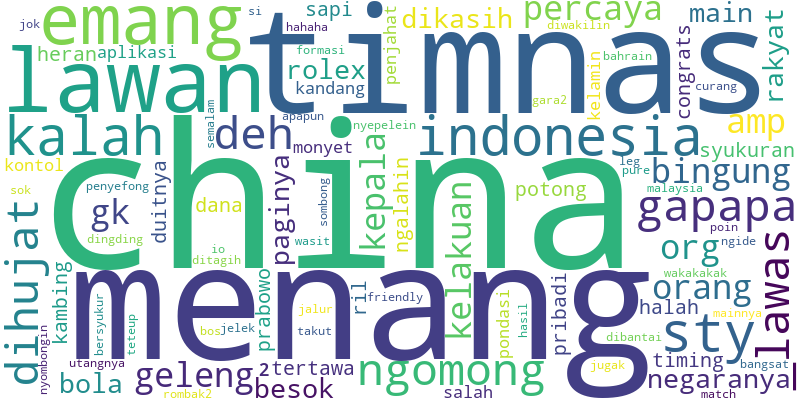 jok
emang
si
sapi
dikasih
percaya
main
hahaha
diwakilin
heran
aplikasi
formasi
penjahat
timnas
bahrain
congrats
rakyat
lawan
rolex
kandang
gara2
kelamin
curang
kalah
semalam
deh
apapun
nyepelein
indonesia
amp
monyet
syukuran
kontol
penyefong
duitnya
paginya
china
kepala
ngalahin
leg
pure
bingung
sok
sombong
potong
malaysia
gk
dana
kelakuan
gapapa
dihujat
dingding
wasit
poin
io
ditagih
org
ngide
lawas
kambing
menang
wakakakak
prabowo
ril
friendly
orang
bersyukur
jalur
pondasi
pribadi
halah
teteup
bos
jelek
takut
hasil
sty
dibantai
mainnya
nyombongin
utangnya
geleng2
tertawa
ngomong
jugak
timing
bangsat
bola
rombak2
besok
salah
negaranya
match